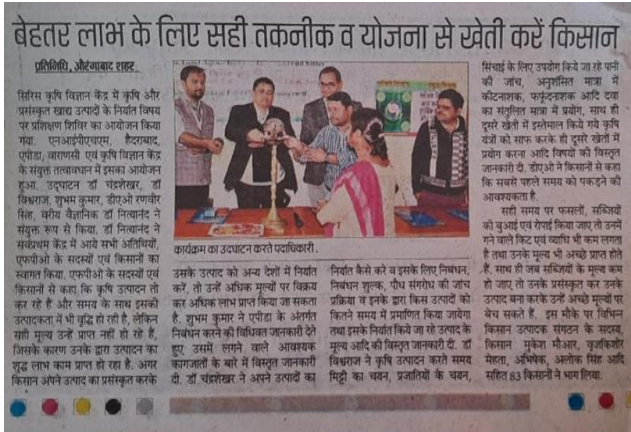 बेहतर लाभ के लिए सही तकनीक व योजना से खेती करें किसान
प्रतिनिधि, औरंगाबाद शहर
सिरिस कृषि विज्ञान केंद्र में कृषि और
प्रसंस्कृत खाद्य उत्पादों के निर्यात विषय
पर प्रशिक्षण शिविर का आयोजन किया
गया. एनआईपीएचएम, हैदराबाद,
एपीडा, वाराणसी एवं कृषि विज्ञान केंद्र
के संयुक्त तत्वावधान में इसका आयोजन
हुआ. उद्घाटन डॉ चंद्रशेखर, डॉ
विश्वराज, शुभम कुमार, डीएओ रणवीर
सिंह, वरीय वैज्ञानिक डॉ नित्यानंद ने
संयुक्त रूप से किया. डॉ नित्यानंद ने
सर्वप्रथम केंद्र में आये सभी अतिथियों,
एफपीओ के सदस्यों एवं किसानों का
स्वागत किया. एफपीओ के सदस्यों एवं
किसानों से कहा,कि कृषि उत्पादन तो
कर रहे हैं और समय के साथ इसकी
उत्पादकता में भी वृद्धि हो रही है, लेकिन
सही मूल्य उन्हें प्राप्त नहीं हो रहे हैं,
जिसके कारण उनके द्वारा उत्पादन का
शुद्ध लाभ काम प्राप्त हो रहा है. अगर
किसान अपने उत्पाद का प्रसंस्कृत करके
कार्यक्रम का उदघाटन करते पदाधिकारी.
उसके उत्पाद को अन्य देशों में निर्यात
करें, तो उन्हें अधिक मूल्यों पर विक्रय
कर अधिक लाभ प्राप्त किया जा सकता
है. शुभम कुमार ने एपीडा के अंतर्गत
निबंधन करने की विधिवत जानकारी देते
हुए, उसमें लगने वाले आवश्यक
कागजातों के बारे में विस्तृत जानकारी
दी. डॉ चंद्रशेखर ने अपने उत्पादों का
निर्यात कैसे करे व इसके लिए निबंधन,
निबंधन शुल्क, पौध संगरोध की जांच
प्रक्रिया व इनके द्वारा किस उत्पादों को
कितने समय में प्रमाणित किया जायेगा
तथा इसके निर्यात किये जा रहे उत्पाद के
मूल्य आदि की विस्तृत जानकारी दी. डॉ
विश्वराज ने कृषि उत्पादन करते समय
मिट्टी का चयन, प्रजातियों के चयन,
सिंचाई के लिए उपयोग किये जा रहे पानी
की जांच, अनुशंसित मात्रा में
कीटनाशक, फफूंदनाशक आदि दवा
का संतुलित मात्रा में प्रयोग, साथ ही
दूसरे खेतों में इस्तेमाल किये गये कृषि
यंत्रों को साफ करके ही दूसरे खेतों में
प्रयोग करना आदि विषयों की विस्तृत
जानकारी दी. डीएओ ने किसानों से कहा
कि सबसे पहले समय को पकड़ने की
आवश्यकता है.
सही समय पर फसलों, सब्जियों
की बुआई एवं रोपाई किया जाए तो उनमें
गने वाले किट एवं व्याधि भी कम लगता
है तथा उनके मूल्य भी अच्छे प्राप्त होते
हैं. साथ ही जब सब्जियों के मूल्य कम
हो जाए तो उनके प्रसंस्कृत कर उनके
उत्पाद बना करके उन्हें अच्छे मूल्यों पर
बेच सकते हैं. इस मौके पर विभिन्न
किसान उत्पादक संगठन के सदस्य,
किसान मुकेश मौआर, वृजकिशोर
मेहता, अभिषेक, अलोक सिंह आदि
सहित 83 किसानों ने भाग लिया.